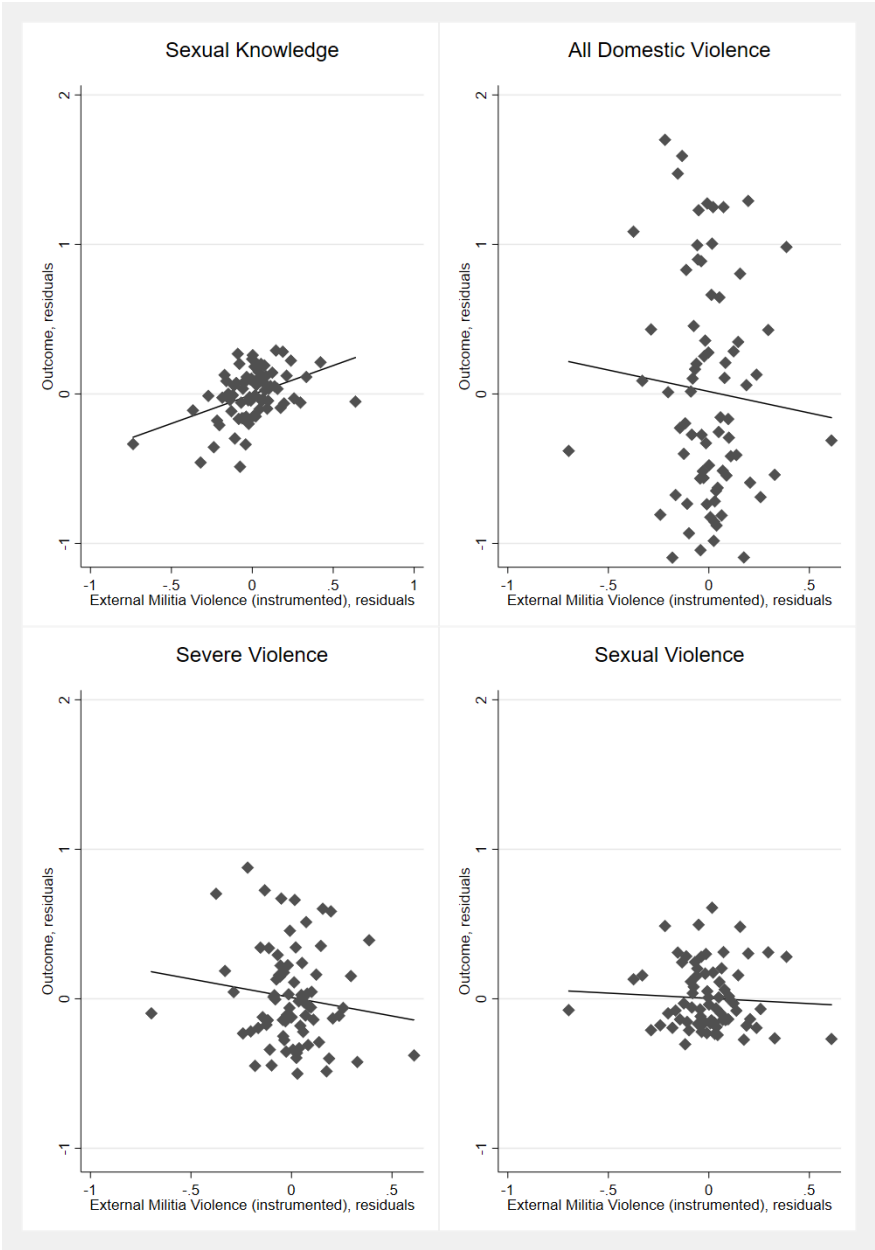 Sexual Knowledge
2
1
0
-1
Outcome, residuals
-1 -.5 0 .5 1
External Militia Violence (instrumented), residuals
All Domestic Violence
2
1
0
-1
Outcome, residuals
-1 -.5 0 .5
External Militia Violence (instrumented), residuals
Severe Violence
2
1
0
-1
Outcome, residuals
-1 -.5 0 .5
External Militia Violence (instrumented), residuals
Sexual Violence
2
1
0
-1
Outcome, residuals
-1 -.5 0 .5
External Militia Violence (instrumented), residuals